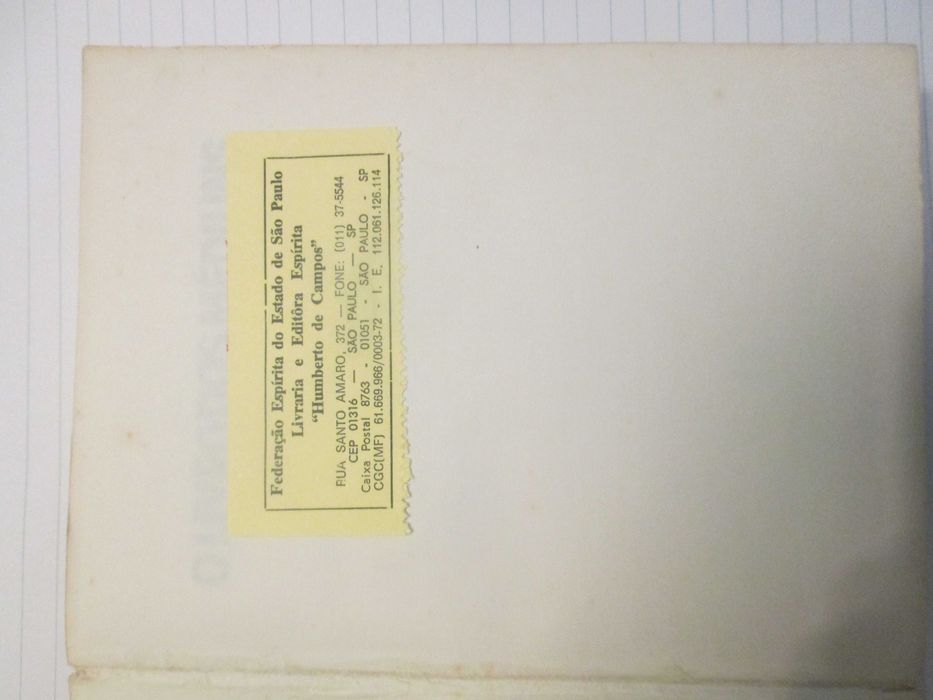 Federação Espírita do Estado de São Paulo
Livraria e Editôra Espírita
“Humberto de Campos”
RUA SANTO AMARO, 372 — FONE: (011) 37-5544
CEP 01316 — SÃO PAULO — SP
Caixa Postal 8763 - 01051 - SÃO PAULO - SP
CGC(MF) 61.669.966/0003-72 - I. E. 112.061.126.114